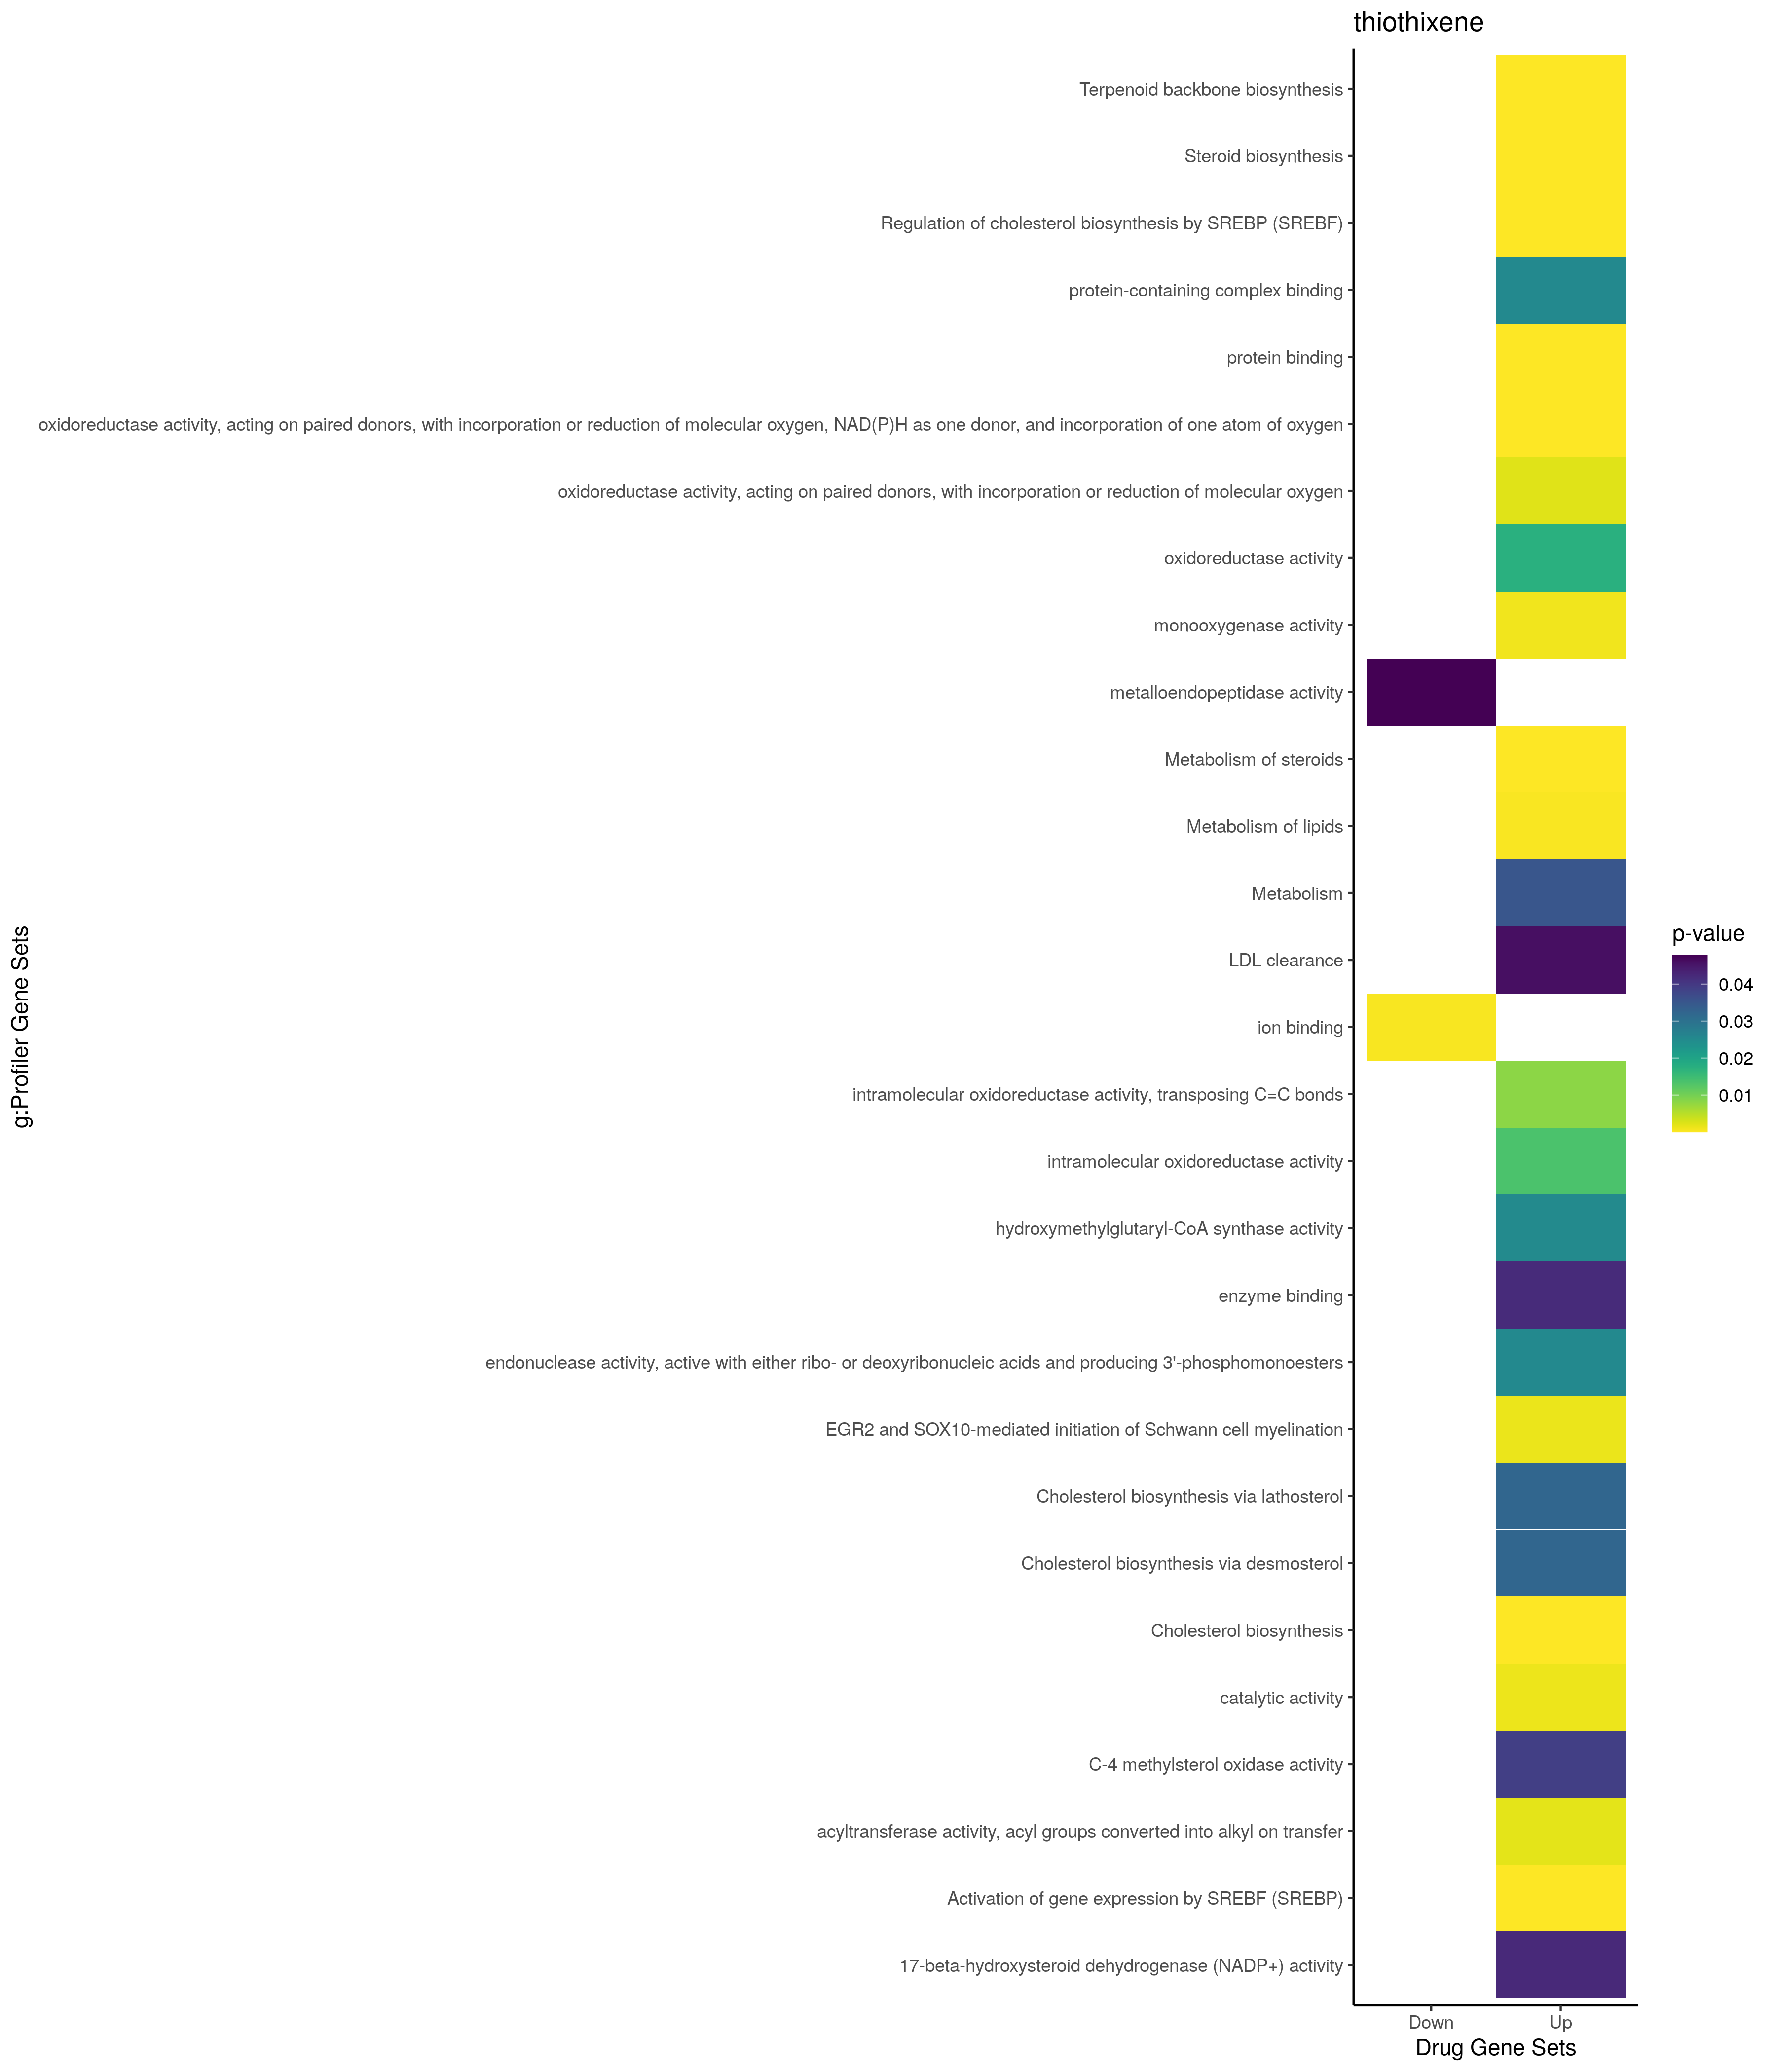 thiothixene
Terpenoid backbone biosynthesis
Steroid biosynthesis
Regulation of cholesterol biosynthesis by SREBP (SREBF)
protein-containing complex binding
protein binding
oxidoreductase activity, acting on paired donors, with incorporation or reduction of molecular oxygen, NAD(P)H as one donor, and incorporation of one atom of oxygen
oxidoreductase activity, acting on paired donors, with incorporation or reduction of molecular oxygen
oxidoreductase activity
monooxygenase activity
metalloendopeptidase activity
Metabolism of steroids
Metabolism of lipids
Metabolism
LDL clearance
ion binding
intramolecular oxidoreductase activity, transposing C=C bonds
intramolecular oxidoreductase activity
hydroxymethylglutaryl-CoA synthase activity
enzyme binding
endonuclease activity, active with either ribo- or deoxyribonucleic acids and producing 3'-phosphomonoesters
EGR2 and SOX10-mediated initiation of Schwann cell myelination
Cholesterol biosynthesis via lathosterol
Cholesterol biosynthesis via desmosterol
Cholesterol biosynthesis
catalytic activity
C-4 methylsterol oxidase activity
acyltransferase activity, acyl groups converted into alkyl on transfer
Activation of gene expression by SREBF (SREBP)
17-beta-hydroxysteroid dehydrogenase (NADP+) activity
g:Profiler Gene Sets
Down
Up
Drug Gene Sets
p-value
0.04
0.03
0.02
0.01